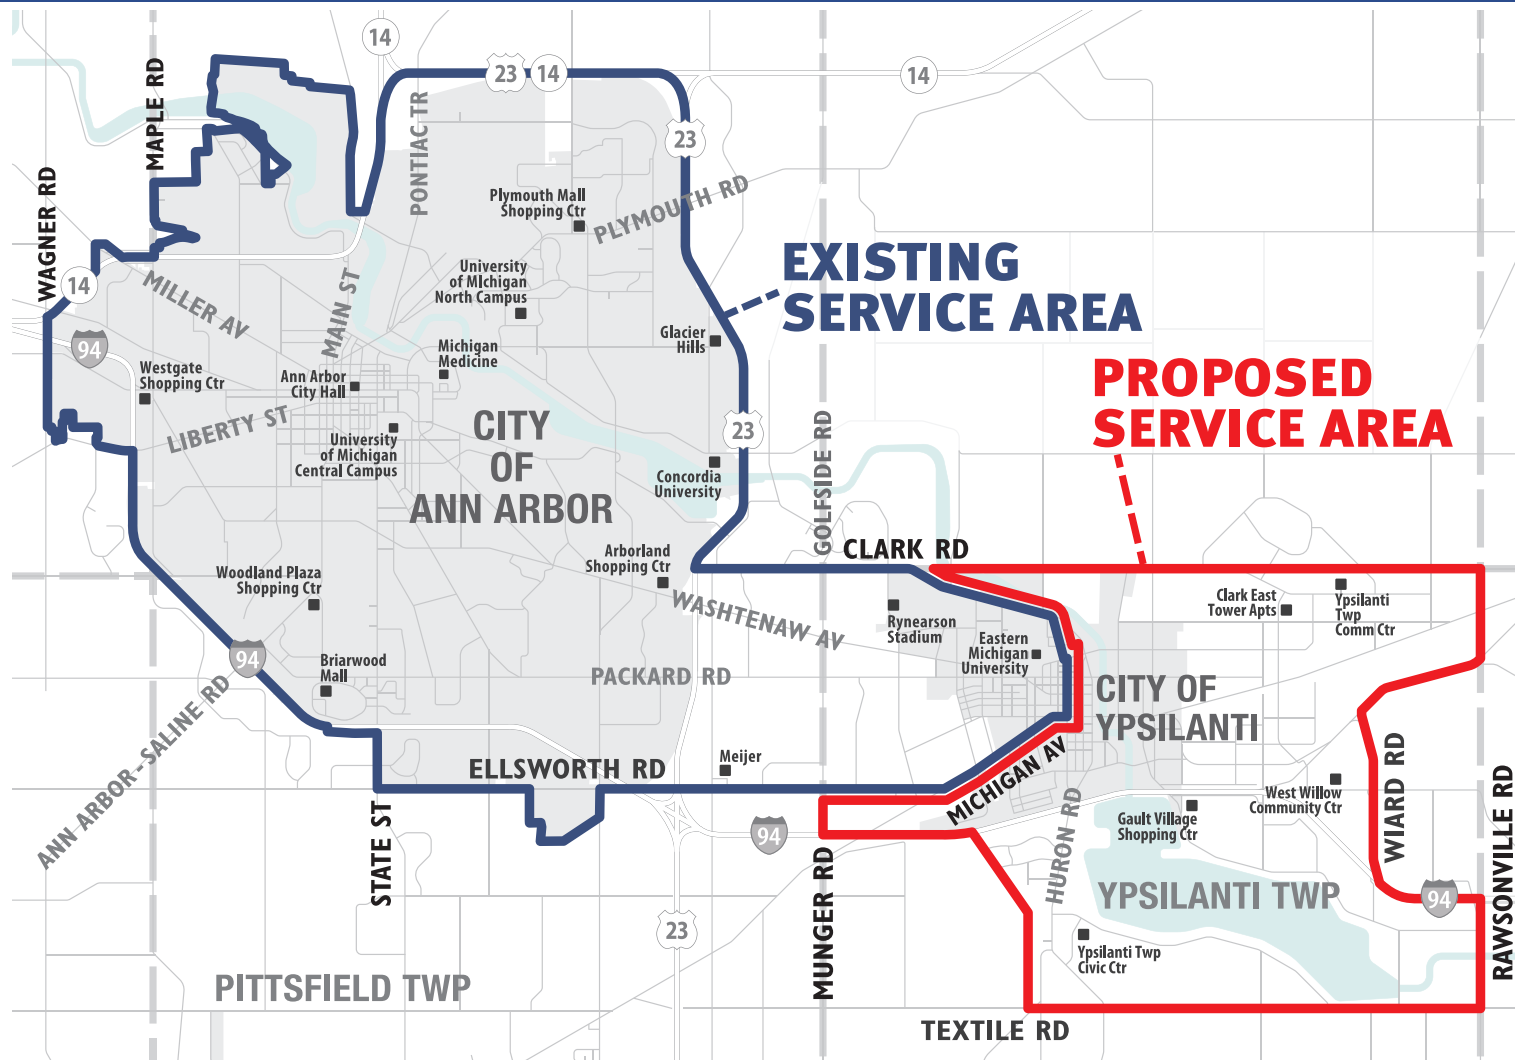 14
23
14
14
MAPLE RD
PONTIAC TR
23
WAGNER RD
Plymouth Mall
Shopping Ctr
PLYMOUTH RD
14
MILLER AV
MAIN ST
University
of MIchigan
North Campus
EXISTING
SERVICE AREA
94
Glacier
Hills
Westgate
Shopping Ctr
Ann Arbor
City Hall
Michigan
Medicine
PROPOSED
SERVICE AREA
LIBERTY ST
University
of Michigan
Central Campus
CITY
OF
ANN ARBOR
23
Concordia
University
GOLFSIDE RD
CLARK RD
Arborland
Shopping Ctr
Woodland Plaza
Shopping Ctr
WASHTENAW AV
Rynearson
Stadium
Eastern
Michigan
University
Clark East
Tower Apts
Ypsilanti
Twp
Comm Ctr
94
Briarwood
Mall
PACKARD RD
CITY OF
YPSILANTI
ANN ARBOR - SALINE RD
ELLSWORTH RD
Meijer
MICHIGAN AV
West Willow
Community Ctr
WIARD RD
RAWSONVILLE RD
STATE ST
94
MUNGER RD
HURON RD
Gault Village
Shopping Ctr
YPSILANTI TWP
94
23
Ypsilanti Twp
Civic Ctr
PITTSFIELD TWP
TEXTILE RD